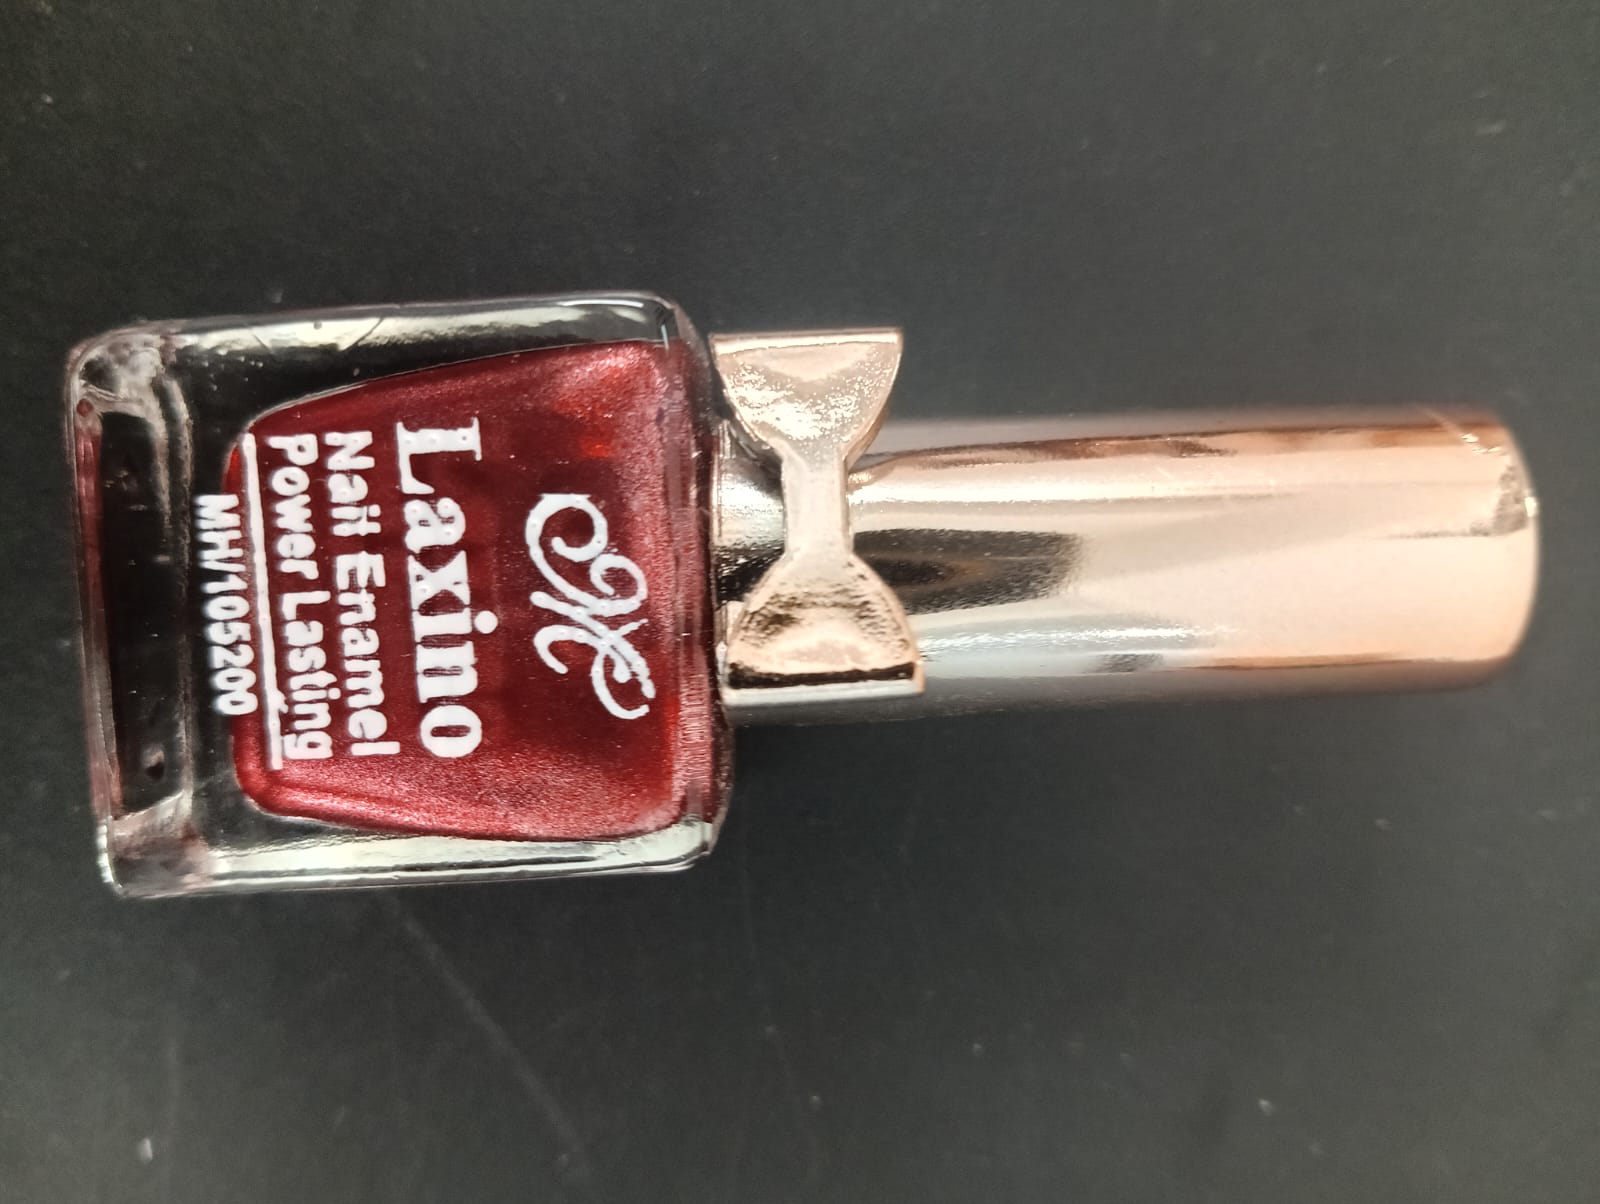 Laxino
Nail Enamel
Power Lasting
MH/105200